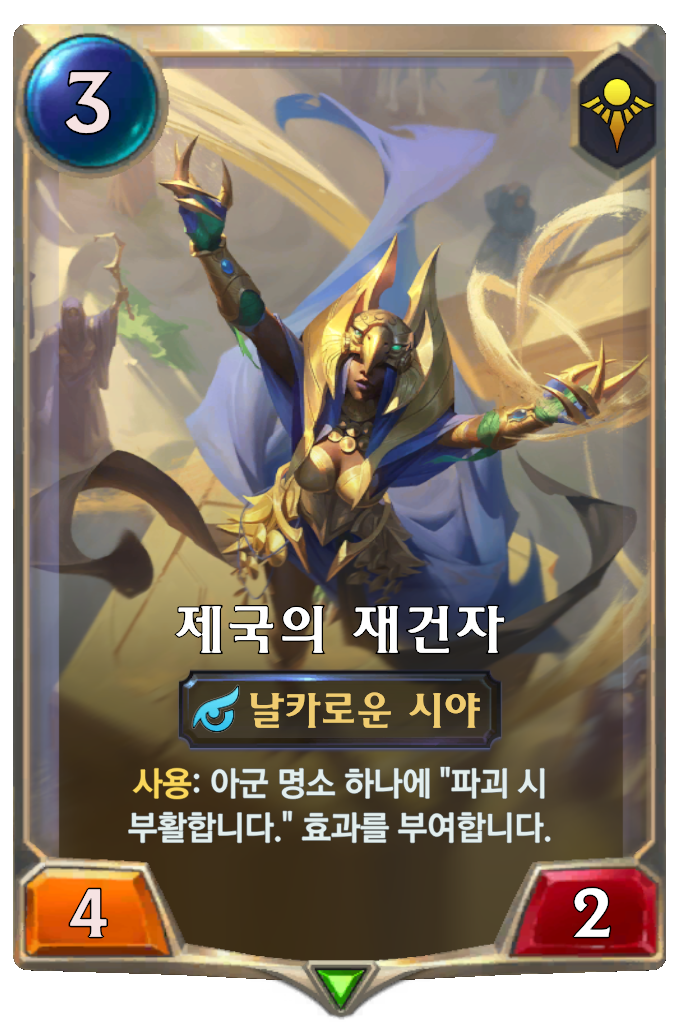 3
제국의 재건자
날카로운 시야
사용: 아군 명소 하나에 "파괴 시
부활합니다." 효과를 부여합니다.
4
2